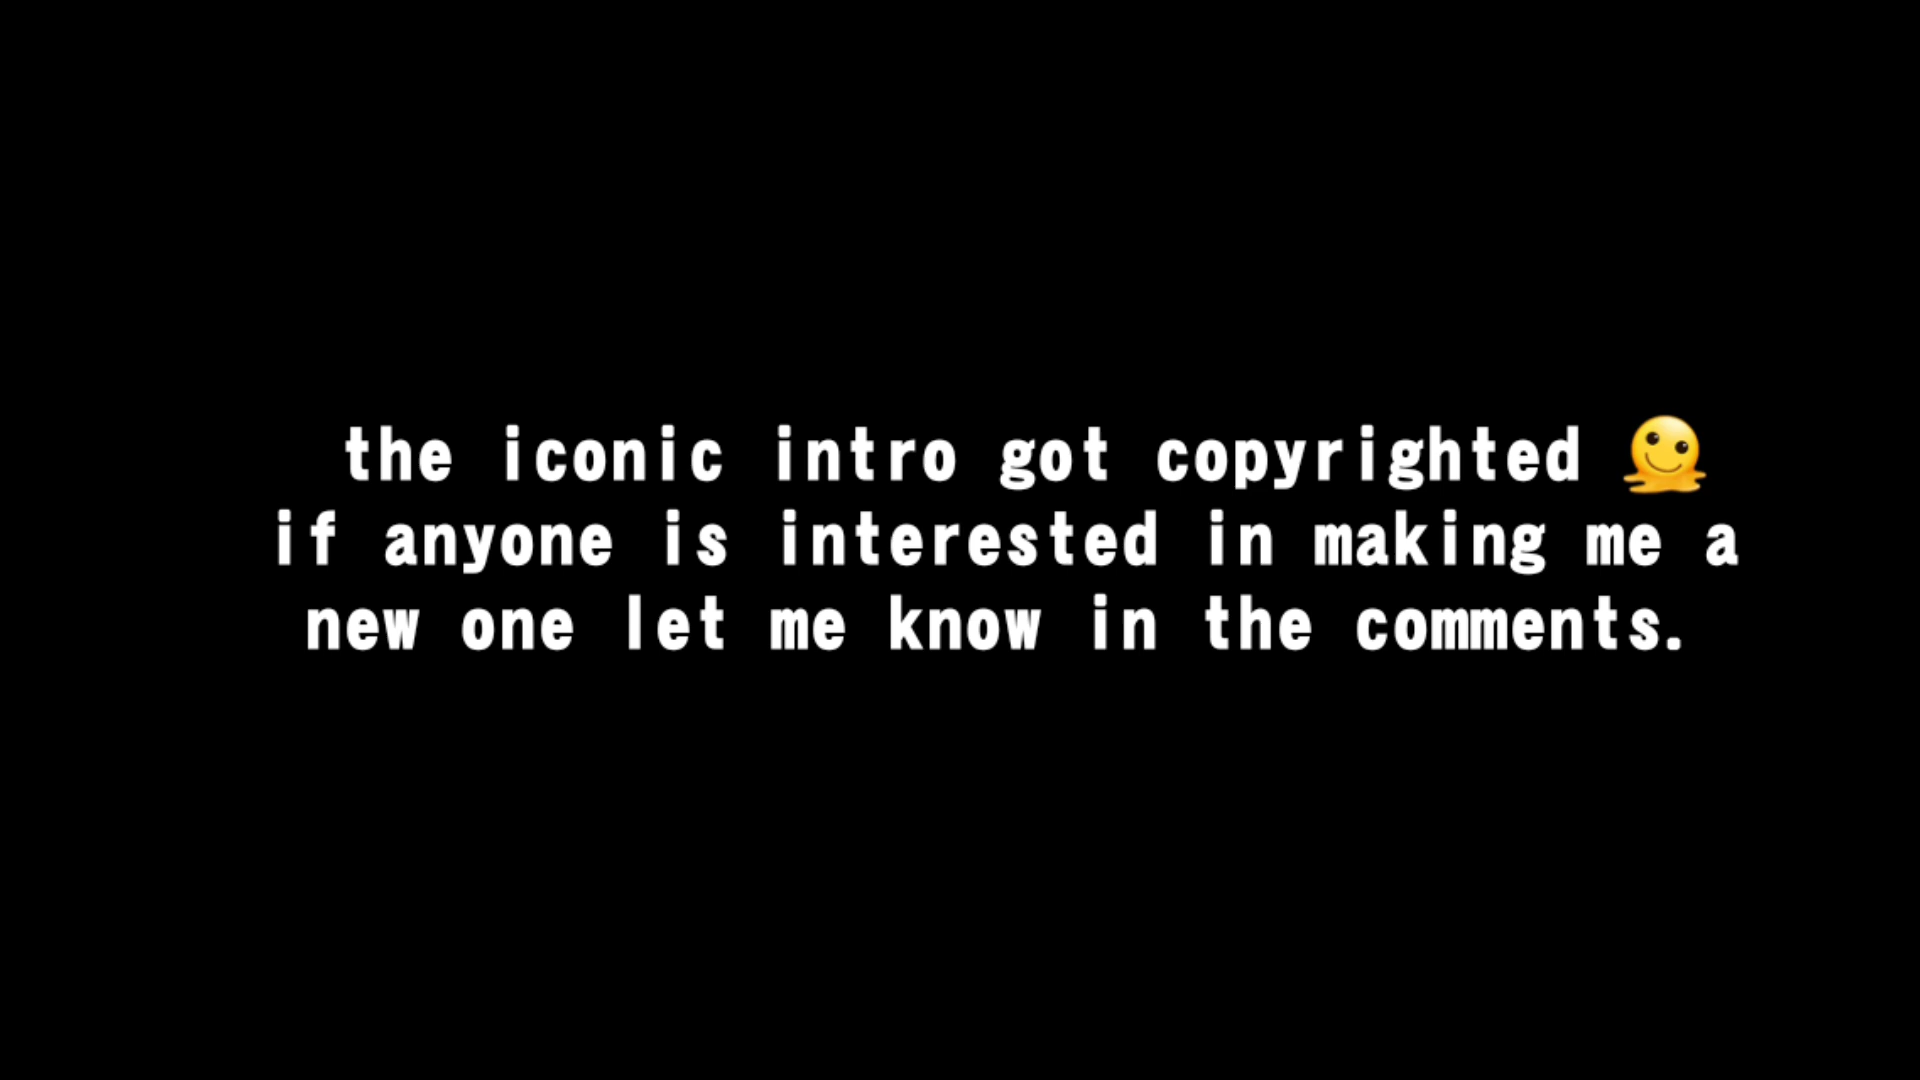 the iconic intro got copyrighted 🫠
if anyone is interested in making me a
new one let me know in the comments.